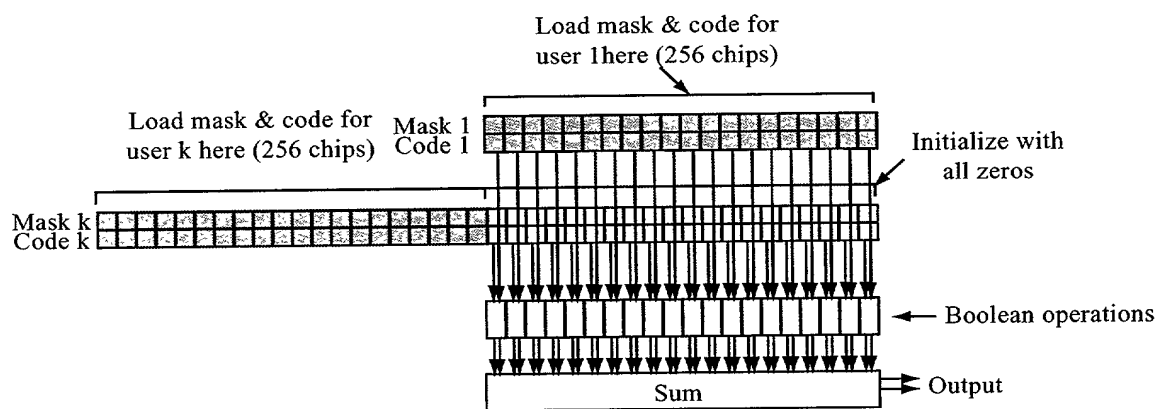 Load mask & code for
user 1here (256 chips)
Load mask & code for
user k here (256 chips)
Mask 1
Code 1
Initialize with
all zeros
Mask k
Code k
Boolean operations
Sum
Output